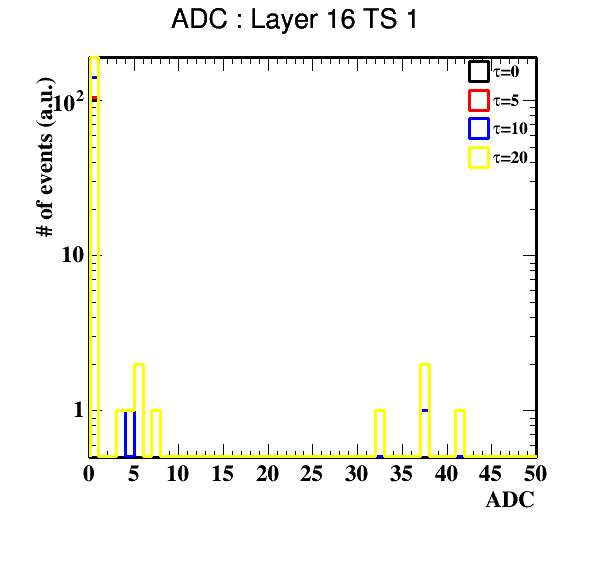 ADC : Layer 16 TS 1
# of events (a.u.)
10²
10
1
τ=0
τ=5
τ=10
τ=20
0 5 10 15 20 25 30 35 40 45 50
ADC